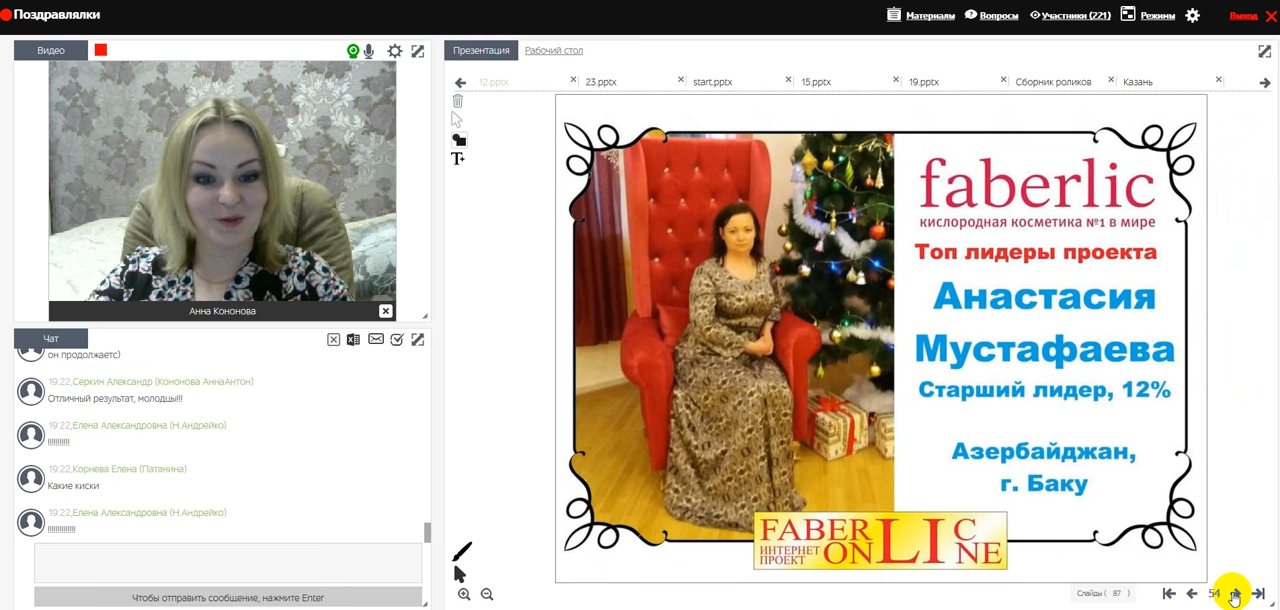 Поздравлялки
Материалы
Вопросы
Участники (221)
Режимы
Выход
Видео
Анна Кононова
Чат
он продолжаетс)
19:22,Серкин Александр (Кононова АннаАнтон)
Отличный результат, молодцы!!!
19:22,Елена Александровна (Н.Андрейко)
!!!!!!!!!!!
19:22,Корнева Елена (Патанина)
Какие киски
19:22,Елена Александровна (Н.Андрейко)
!!!!!!!!!!!!!!
Чтобы отправить сообщение, нажмите Enter
Презентация
Рабочий стол
12.pptx
23.pptx
start.pptx
15.pptx
19.pptx
Сборник роликов
Казань
faberlic
кислородная косметика №1 в мире
Топ лидеры проекта
Анастасия
Мустафаева
Старший лидер, 12%
Азербайджан,
г. Баку
FABERLIC
ИНТЕРНЕТ
ПРОЕКТ
ONLINE
Слайды ( 87 )
54